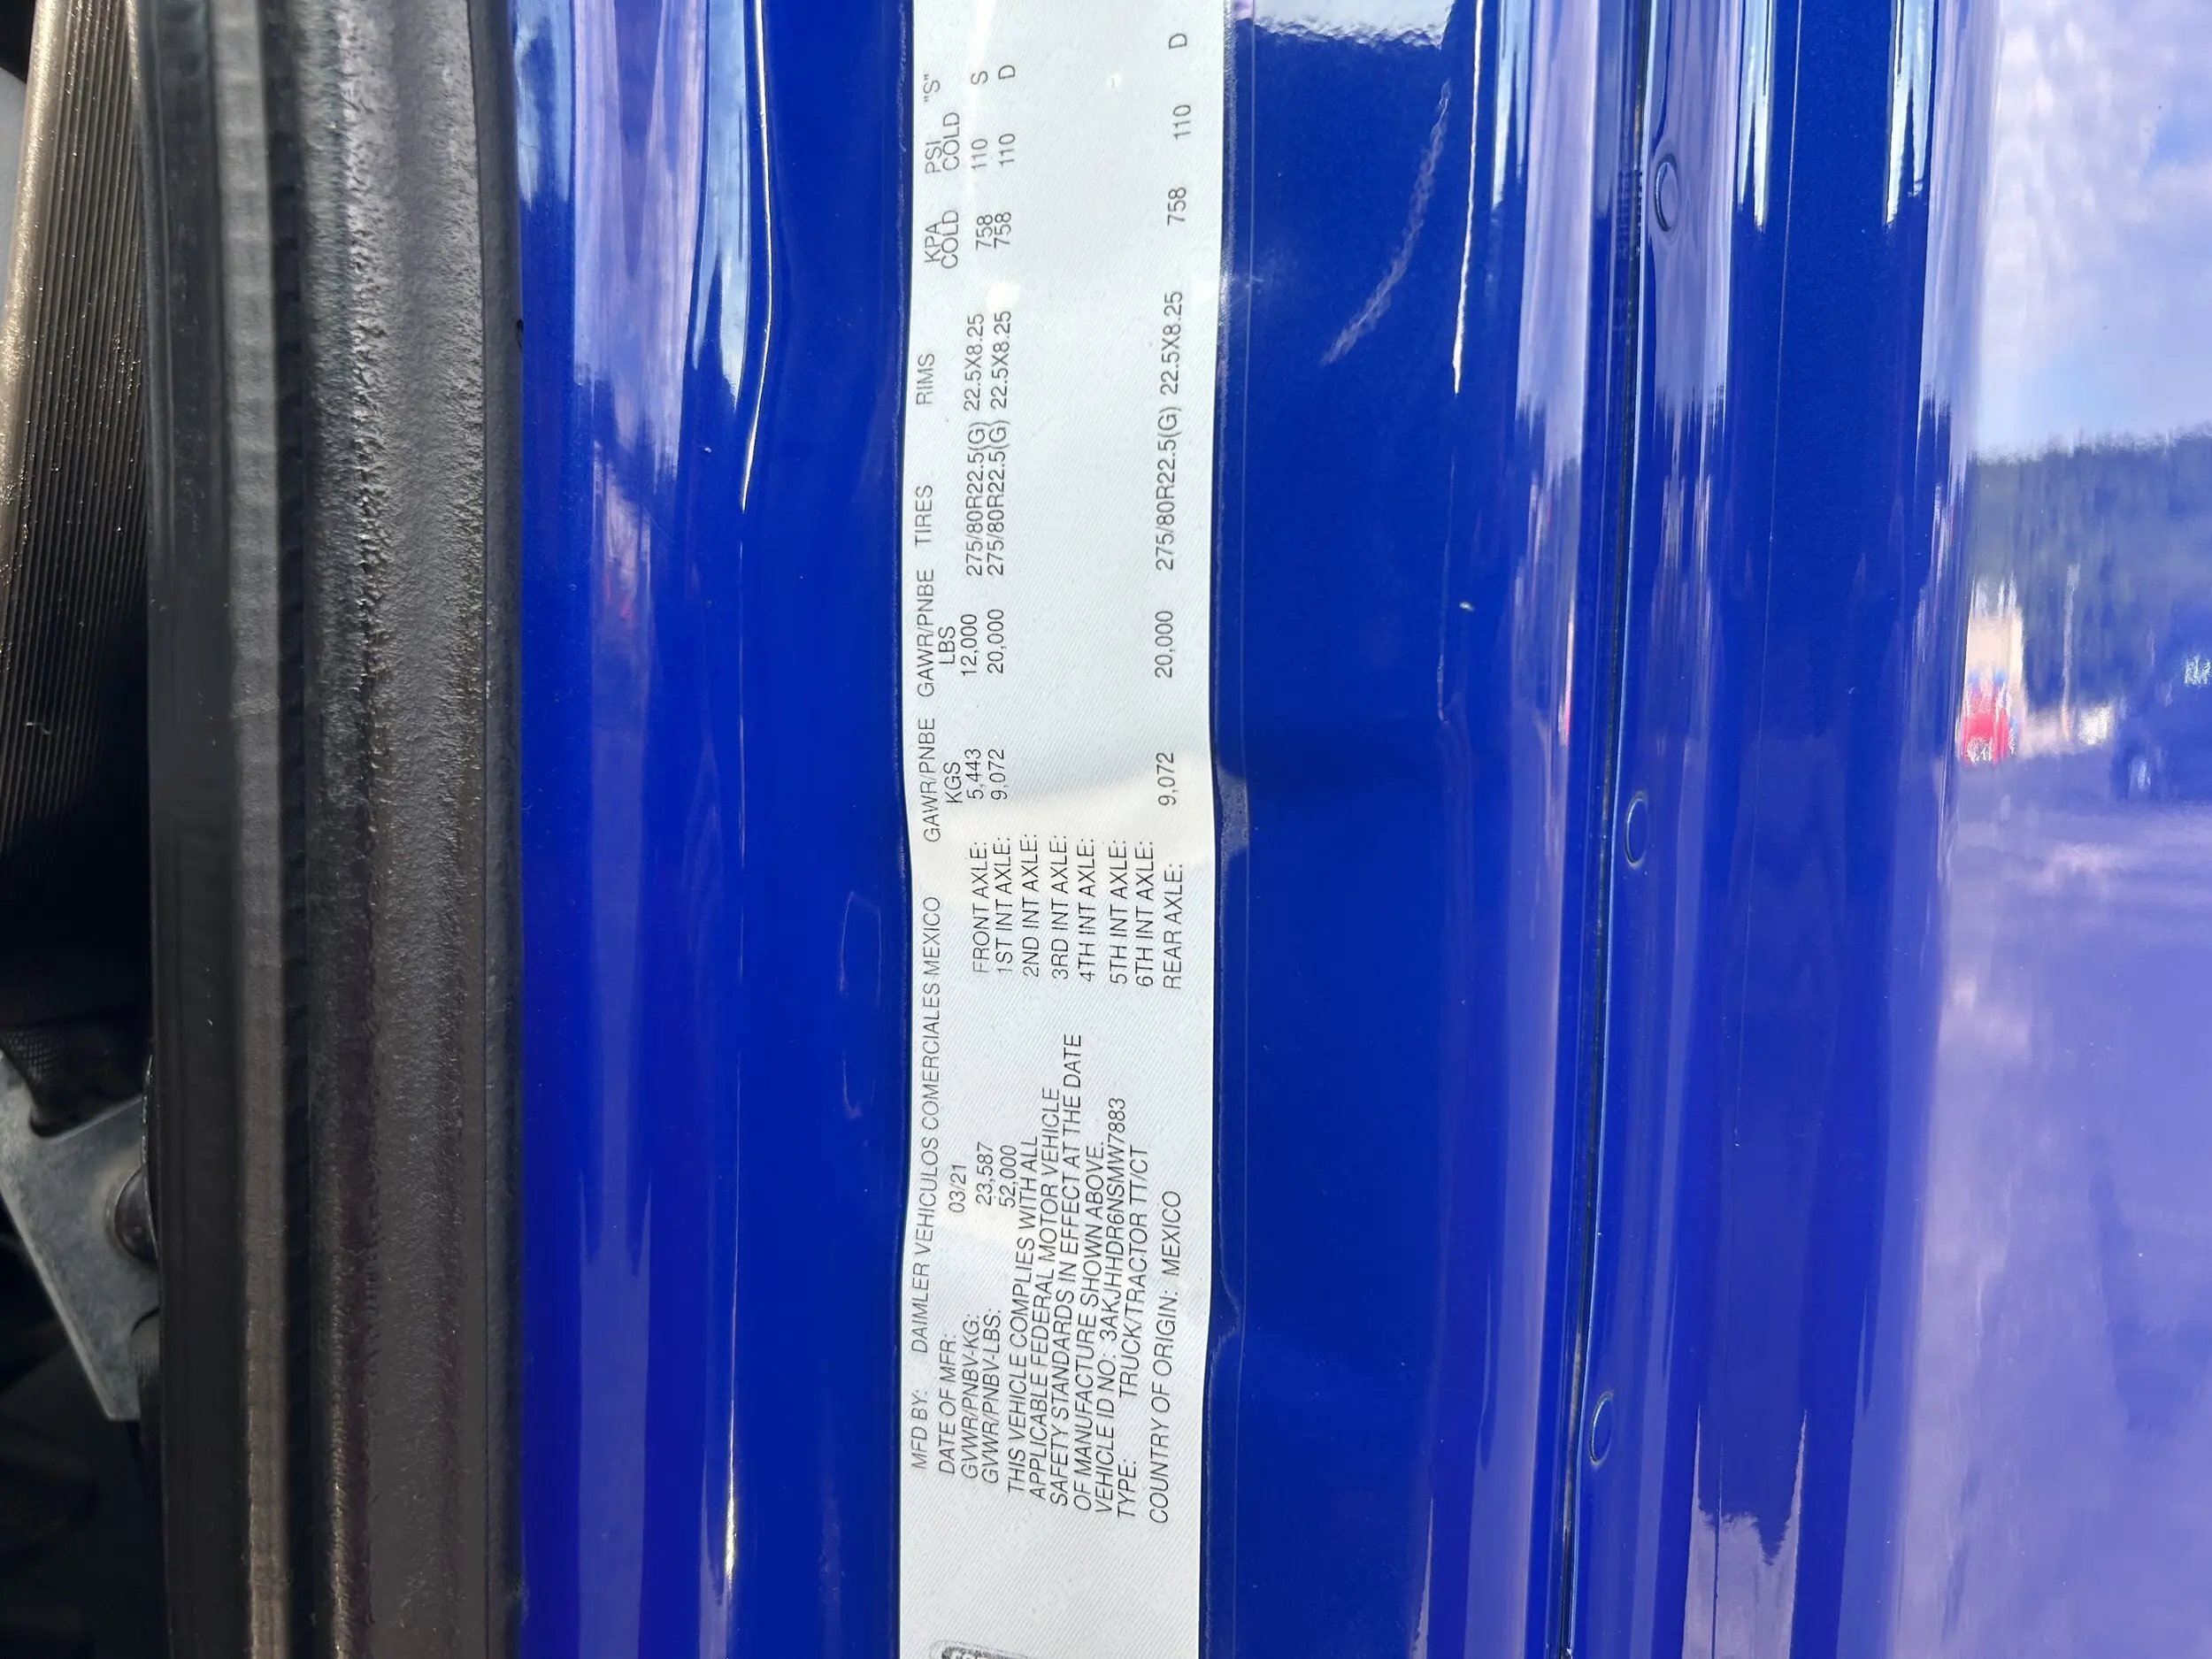 MFD BY: DAIMLER VEHICULOS COMERCIALES MEXICO
DATE OF MFR: 03/21
GVWR/PNBV-KG: 23,587
GVWR/PNBV-LBS: 52,000
THIS VEHICLE COMPLIES WITH ALL
APPLICABLE FEDERAL MOTOR VEHICLE
SAFETY STANDARDS IN EFFECT AT THE DATE
OF MANUFACTURE SHOWN ABOVE.
VEHICLE ID NO: 3AKJHHDR6NSMW7883
TYPE: TRUCK/TRACTOR TT/CT
COUNTRY OF ORIGIN: MEXICO
GAWR/PNBE GAWR/PNBE TIRES RIMS KPA PSI "S"
KGS LBS COLD COLD
FRONT AXLE: 5,443 12,000 275/80R22.5(G) 22.5X8.25 758 110 S
1ST INT AXLE: 9,072 20,000 275/80R22.5(G) 22.5X8.25 758 110 D
2ND INT AXLE:
3RD INT AXLE:
4TH INT AXLE:
5TH INT AXLE:
6TH INT AXLE:
REAR AXLE: 9,072 20,000 275/80R22.5(G) 22.5X8.25 758 110 D